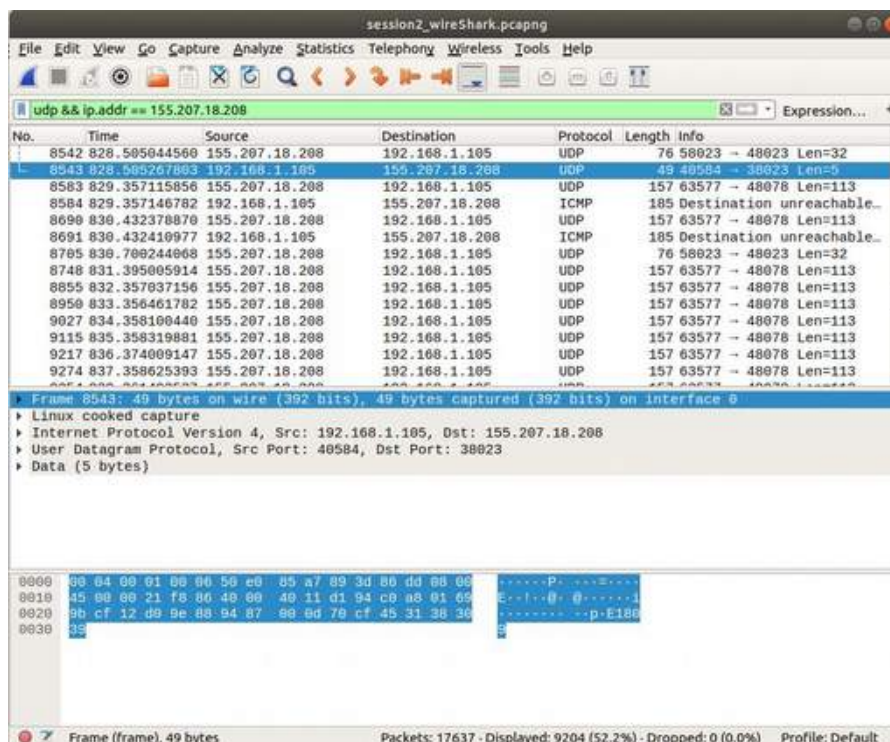 session2_wireShark.pcapng
File Edit View Go Capture Analyze Statistics Telephony Wireless Tools Help
udp && ip.addr == 155.207.18.208 Expression...
No. Time Source Destination Protocol Length Info
8542 828.505044560 155.207.18.208 192.168.1.105 UDP 76 58023 → 48023 Len=32
8543 828.505267803 192.168.1.105 155.207.18.208 UDP 49 40584 → 38023 Len=5
8583 829.357115856 155.207.18.208 192.168.1.105 UDP 157 63577 → 48078 Len=113
8584 829.357146782 192.168.1.105 155.207.18.208 ICMP 185 Destination unreachable…
8690 830.432378870 155.207.18.208 192.168.1.105 UDP 157 63577 → 48078 Len=113
8691 830.432410977 192.168.1.105 155.207.18.208 ICMP 185 Destination unreachable…
8705 830.700244068 155.207.18.208 192.168.1.105 UDP 76 58023 → 48023 Len=32
8748 831.395005914 155.207.18.208 192.168.1.105 UDP 157 63577 → 48078 Len=113
8855 832.357037156 155.207.18.208 192.168.1.105 UDP 157 63577 → 48078 Len=113
8950 833.356461782 155.207.18.208 192.168.1.105 UDP 157 63577 → 48078 Len=113
9027 834.358100440 155.207.18.208 192.168.1.105 UDP 157 63577 → 48078 Len=113
9115 835.358319881 155.207.18.208 192.168.1.105 UDP 157 63577 → 48078 Len=113
9217 836.374009147 155.207.18.208 192.168.1.105 UDP 157 63577 → 48078 Len=113
9274 837.358625393 155.207.18.208 192.168.1.105 UDP 157 63577 → 48078 Len=113
Frame 8543: 49 bytes on wire (392 bits), 49 bytes captured (392 bits) on interface 0
Linux cooked capture
Internet Protocol Version 4, Src: 192.168.1.105, Dst: 155.207.18.208
User Datagram Protocol, Src Port: 40584, Dst Port: 38023
Data (5 bytes)
0000 00 04 00 01 00 06 50 e0 85 a7 89 3d 86 dd 08 00 ······P· ···=····
0010 45 00 00 21 f8 86 40 00 40 11 d1 94 c0 a8 01 69 E··!··@· @······i
0020 9b cf 12 d0 9e 88 94 87 00 0d 70 cf 45 31 38 30 ········ ··p·E180
0030 39 9
Frame (frame), 49 bytes Packets: 17637 · Displayed: 9204 (52.2%) · Dropped: 0 (0.0%) Profile: Default